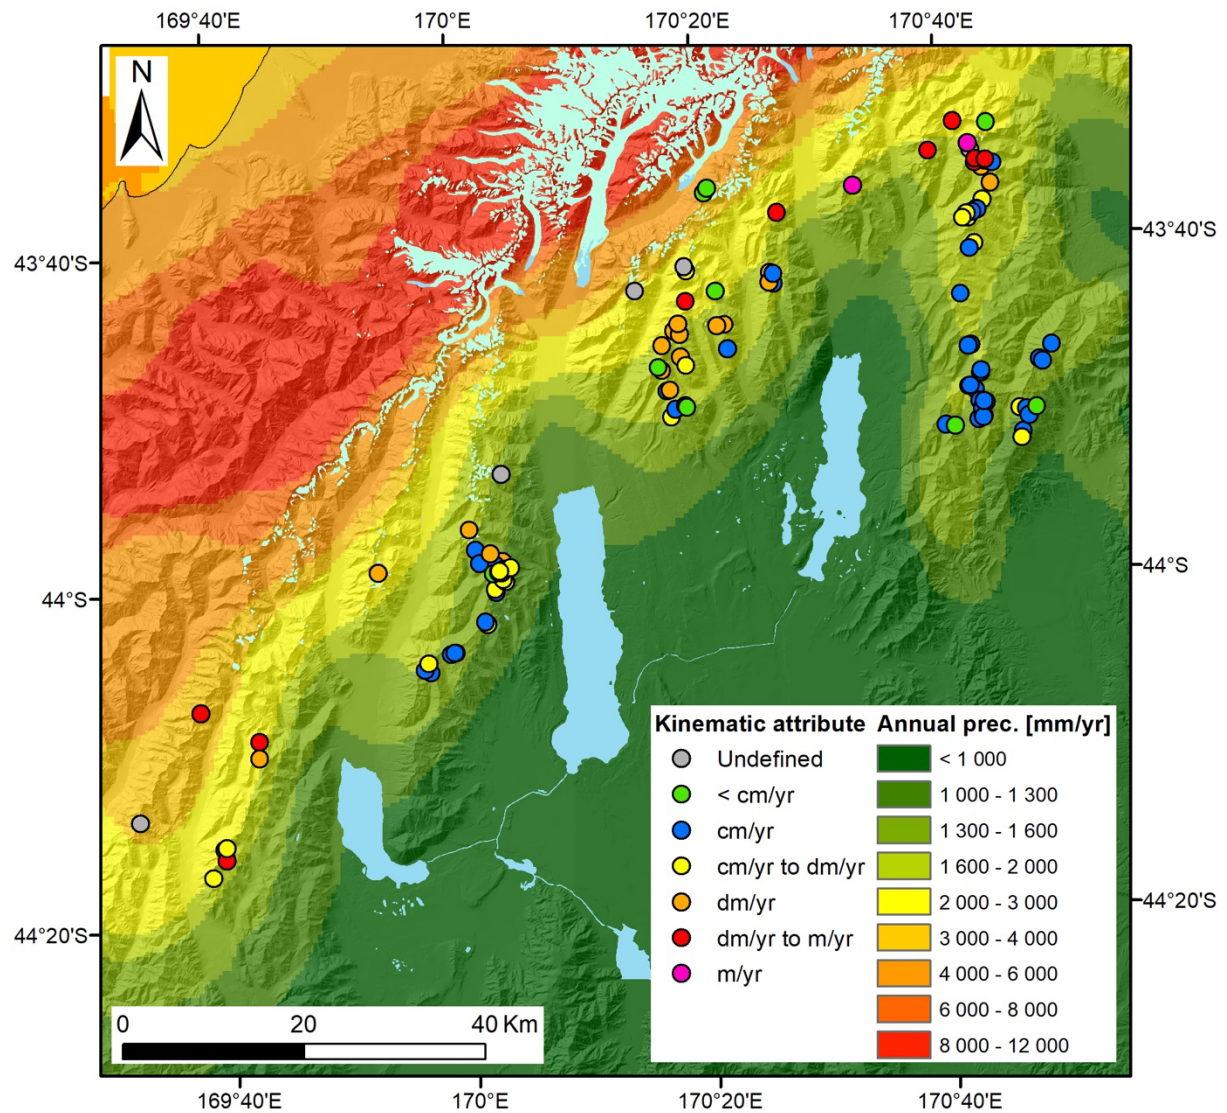 169°40'E 170°E 170°20'E 170°40'E
N
43°40'S
43°40'S
44°S
44°S
44°20'S
44°20'S
Kinematic attribute
Undefined
< cm/yr
cm/yr
cm/yr to dm/yr
dm/yr
dm/yr to m/yr
m/yr
Annual prec. [mm/yr]
< 1 000
1 000 - 1 300
1 300 - 1 600
1 600 - 2 000
2 000 - 3 000
3 000 - 4 000
4 000 - 6 000
6 000 - 8 000
8 000 - 12 000
0 20 40 Km
169°40'E 170°E 170°20'E 170°40'E